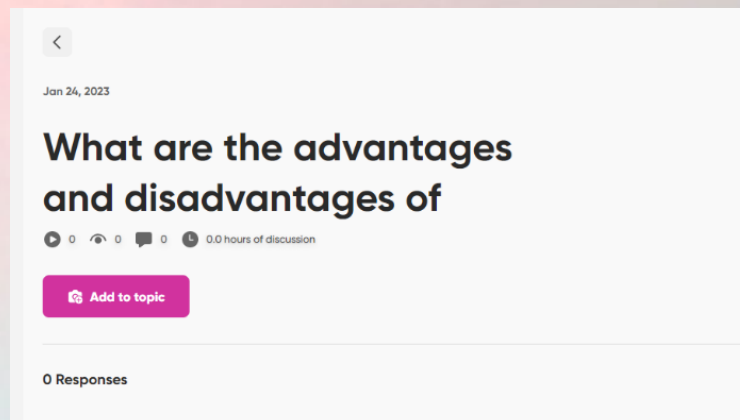 Jan 24, 2023
What are the advantages
and disadvantages of
0 0 0 0.0 hours of discussion
Add to topic
0 Responses